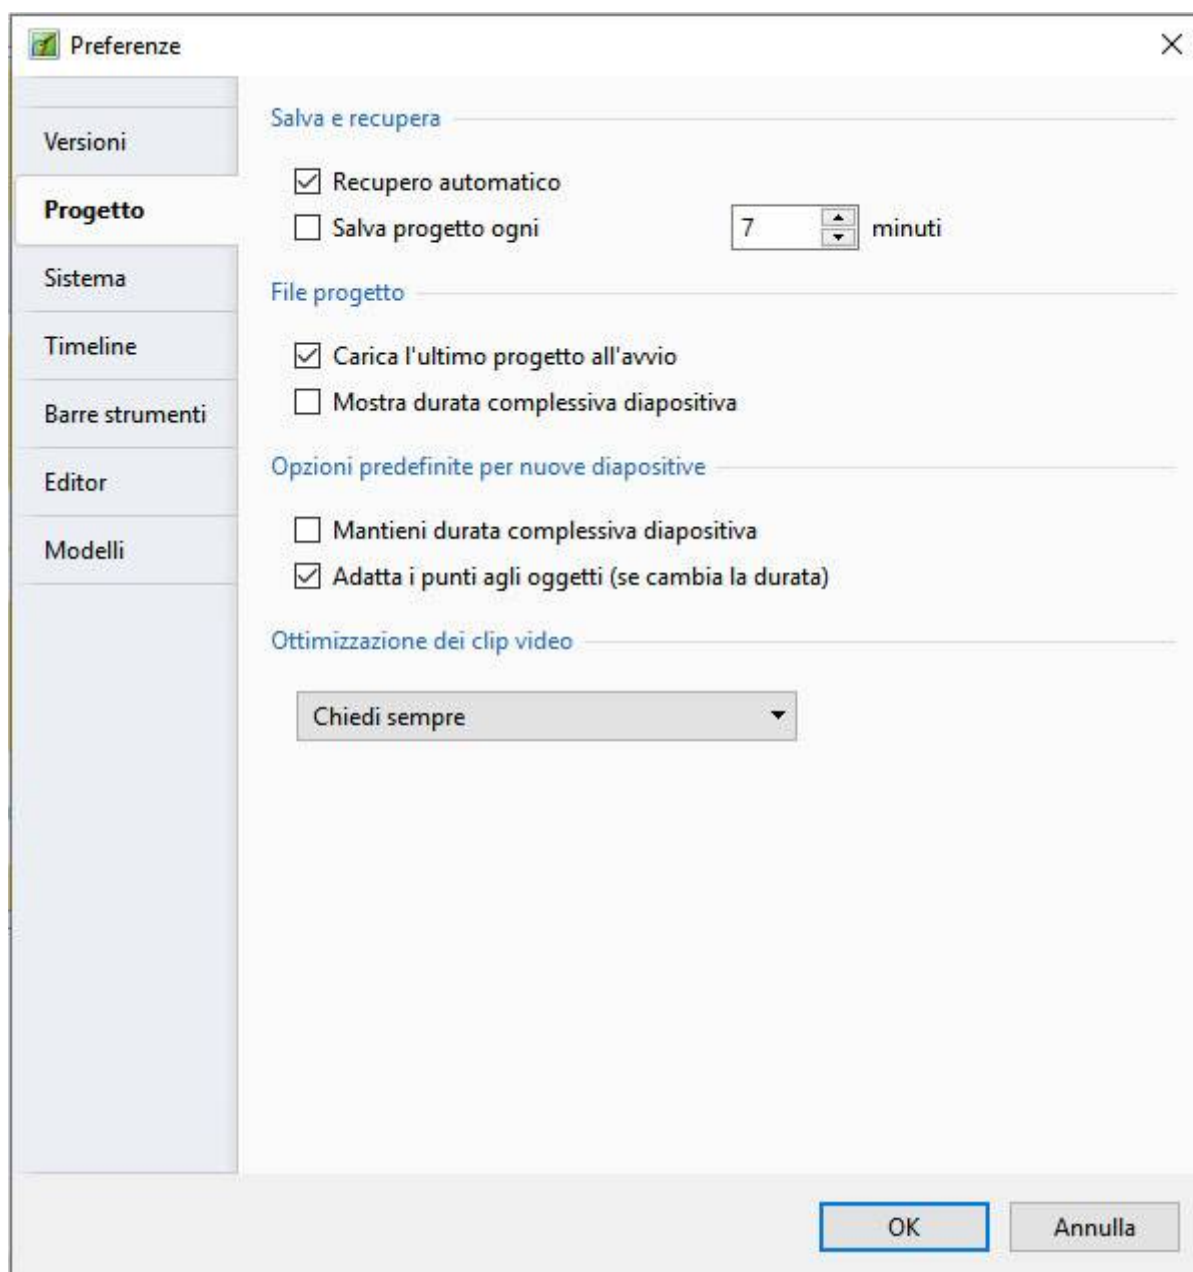 Preferenze
Versioni
Progetto
Sistema
Timeline
Barre strumenti
Editor
Modelli
Salva e recupera
Recupero automatico
Salva progetto ogni 7 minuti
File progetto
Carica l'ultimo progetto all'avvio
Mostra durata complessiva diapositiva
Opzioni predefinite per nuove diapositive
Mantieni durata complessiva diapositiva
Adatta i punti agli oggetti (se cambia la durata)
Ottimizzazione dei clip video
Chiedi sempre
OK Annulla